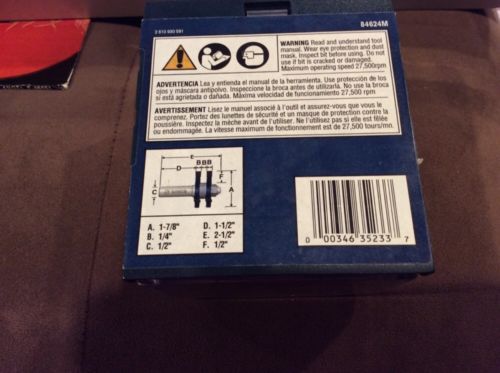 2 610 930 591
84624M
WARNING Read and understand tool
manual. Wear eye protection and dust
mask. Inspect bit before using. Do not
use if bit is cracked or damaged.
Maximum operating speed 27,500rpm
ADVERTENCIA Lea y entienda el manual de la herramienta. Use protección de los
ojos y máscara antipolvo. Inspeccione la broca antes de utilizarla. No use la broca
si está agrietada o dañada. Máxima velocidad de funcionamiento 27,500 rpm
AVERTISSEMENT Lisez le manuel associé à l'outil et assurez-vous que vous le
comprenez. Portez des lunettes de sécurité et un masque de protection contre la
poussière. Inspectez la mèche avant de l'utiliser. Ne pas utiliser si elle est fissurée
ou endommagée. La vitesse maximum de fonctionnement est de 27,500 tours/mn.
E
D
B B B
F
C
A
A. 1-7/8" D. 1-1/2"
B. 1/4" E. 2-1/2"
C. 1/2" F. 1/2"
0 00346 35233 7